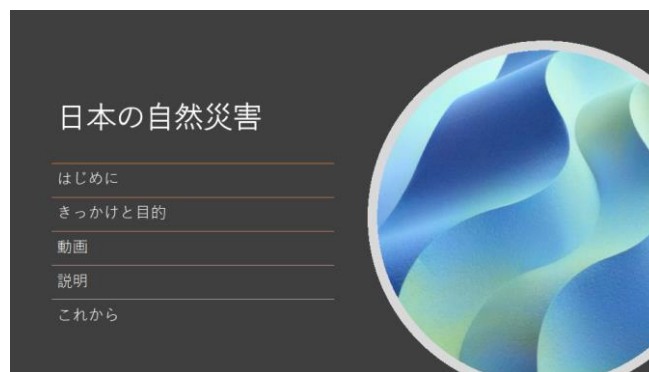 日本の自然災害
はじめに
きっかけと目的
動画
説明
これから